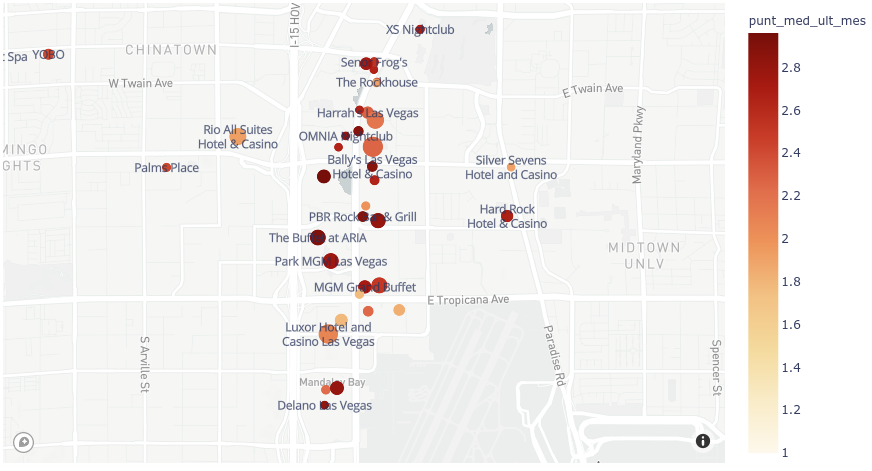 punt_med_ult_mes
I-15 HOV
XS Nightclub
CHINATOWN
t Spa
YOBO
Frog's
2.8
W Twain Ave
The Rockhouse
E Twain Ave
2.6
Harrah's Las Vegas
Maryland Pkwy
Rio All Suites
Hotel & Casino
OMNIA Nightclub
2.4
MINGO
GHTS
Palms Place
Bally's Las Vegas
Hotel & Casino
Silver Sevens
Hotel and Casino
2.2
PBR Rock Bar & Grill
Hard Rock
Hotel & Casino
The Buffet at ARIA
2
MIDTOWN
UNLV
Park MGM Las Vegas
1.8
MGM Grand Buffet
E Tropicana Ave
1.6
Luxor Hotel and
Casino Las Vegas
S Arville St
Paradise Rd
Spencer St
1.4
Mandalay Bay
Delano Las Vegas
1.2
1